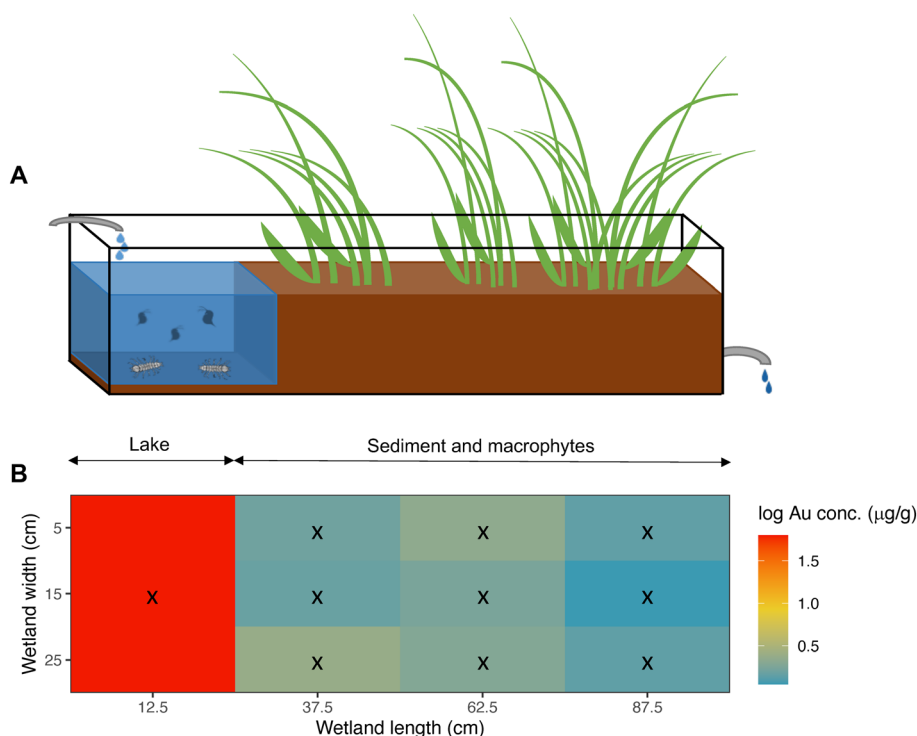 A
Lake
Sediment and macrophytes
B
log Au conc. (μg/g)
1.5
1.0
0.5
Wetland width (cm)
5
15
25
X X X
X X X X
X X X
12.5 37.5 62.5 87.5
Wetland length (cm)